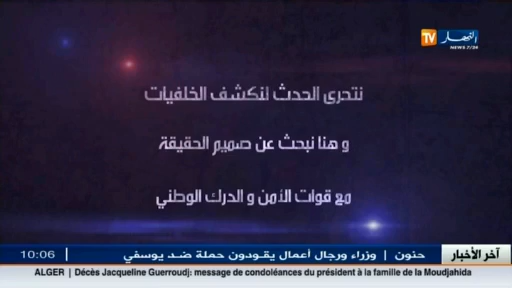 النهار TV
NEWS 7/24
نتحرى الحدث لنكشف الخلفيات
و هنا نبحث عن صميم الحقيقة
مع قوات الأمن و الدرك الوطني
آخر الأخبار حنون | وزراء ورجال أعمال يقودون حملة ضد يوسفي 10:06
ALGER | Décès Jacqueline Guerroudj: message de condoléances du président à la famille de la Moudjahida